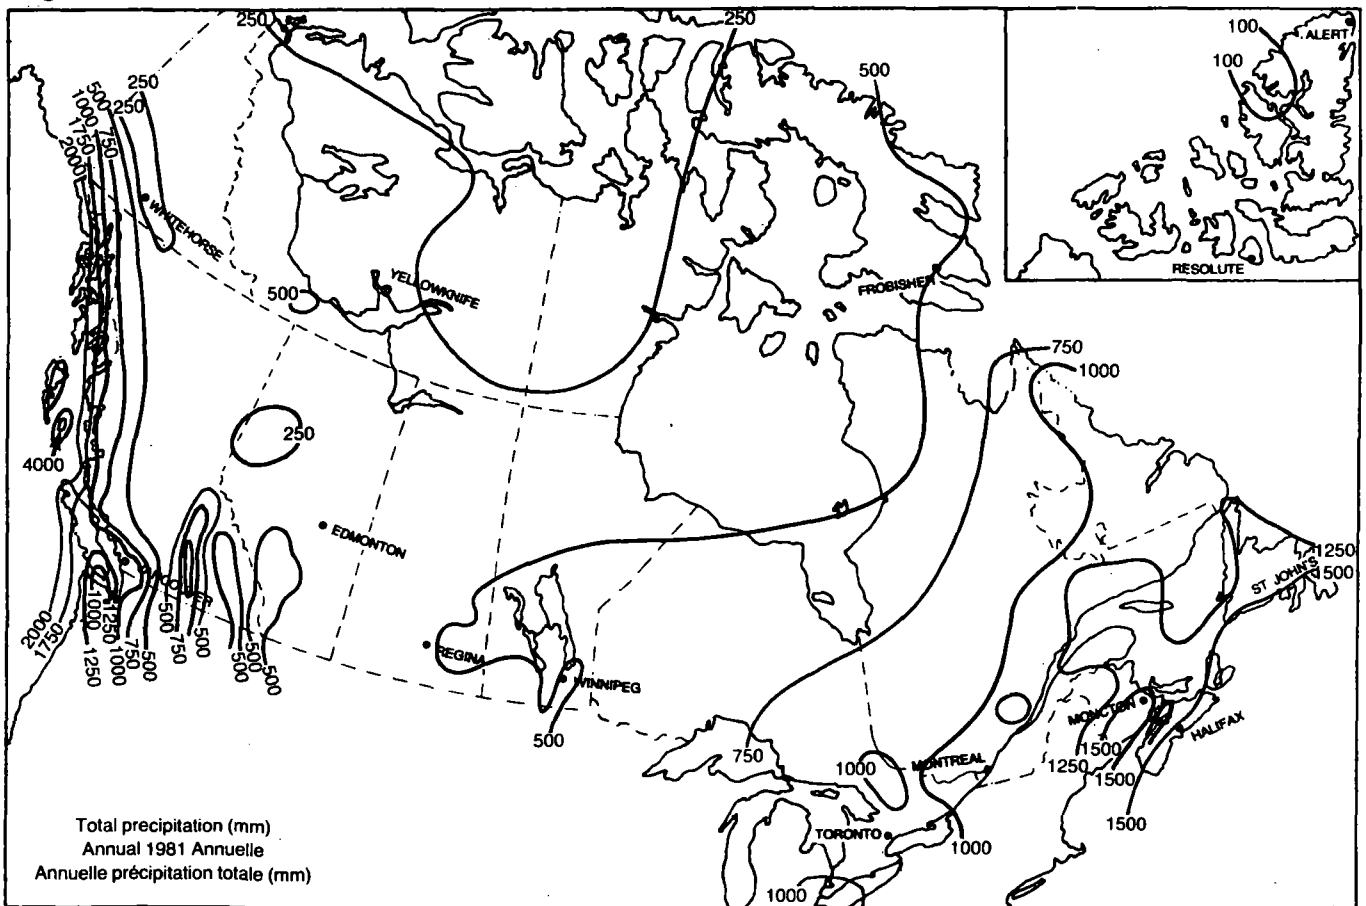 250
250
500
100
100
ALERT
RESOLUTE
250
500
250
1000
750
1750
2000
WHITEHORSE
500
YELLOWKNIFE
FROBISHER
750
1000
250
4000
EDMONTON
1250
1500
ST JOHN'S
2000
1750
1250
1000
1250
1000
750
500
500
750
500
500
500
500
REGINA
WINNIPEG
500
750
1000
MONTREAL
TORONTO
1000
1000
MONCTON
HALIFAX
1500
1250
1500
1500
Total precipitation (mm)
Annual 1981 Annuelle
Annuelle précipitation totale (mm)